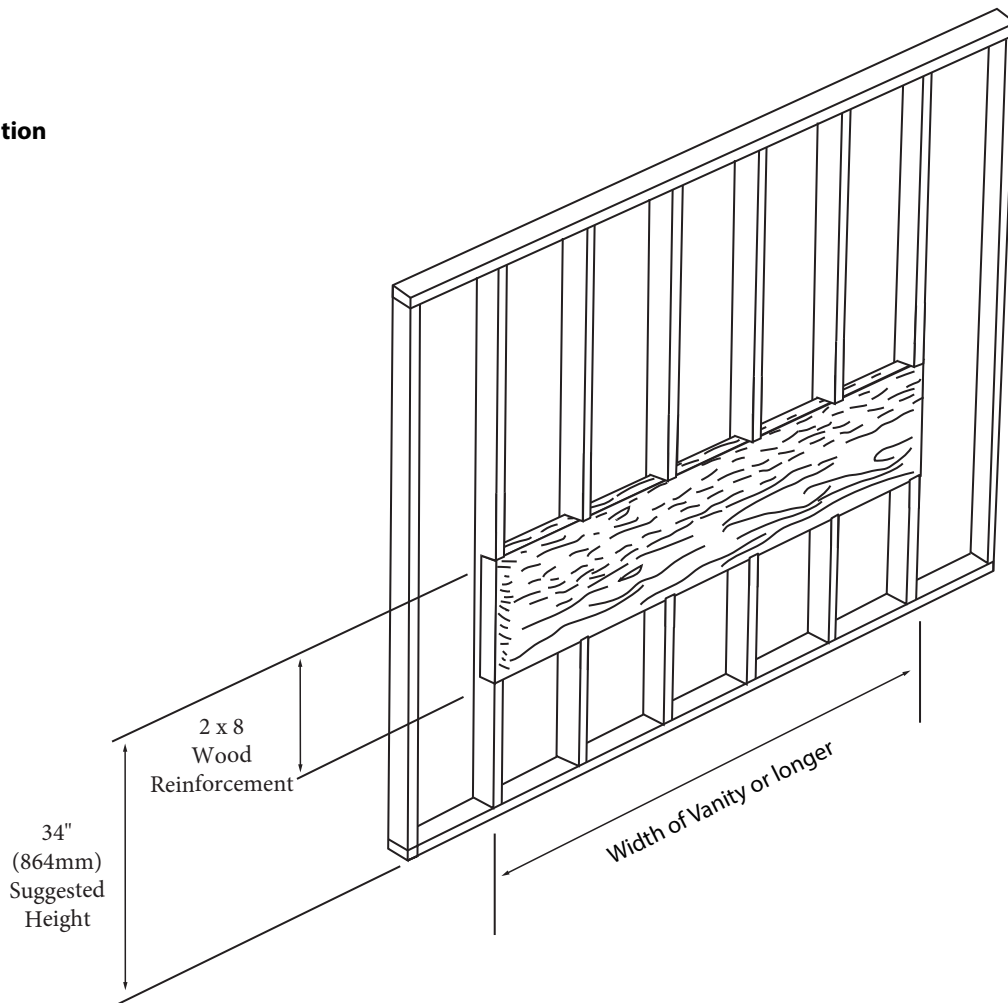 tion
2 x 8
Wood
Reinforcement
34"
(864mm)
Suggested
Height
Width of Vanity or longer